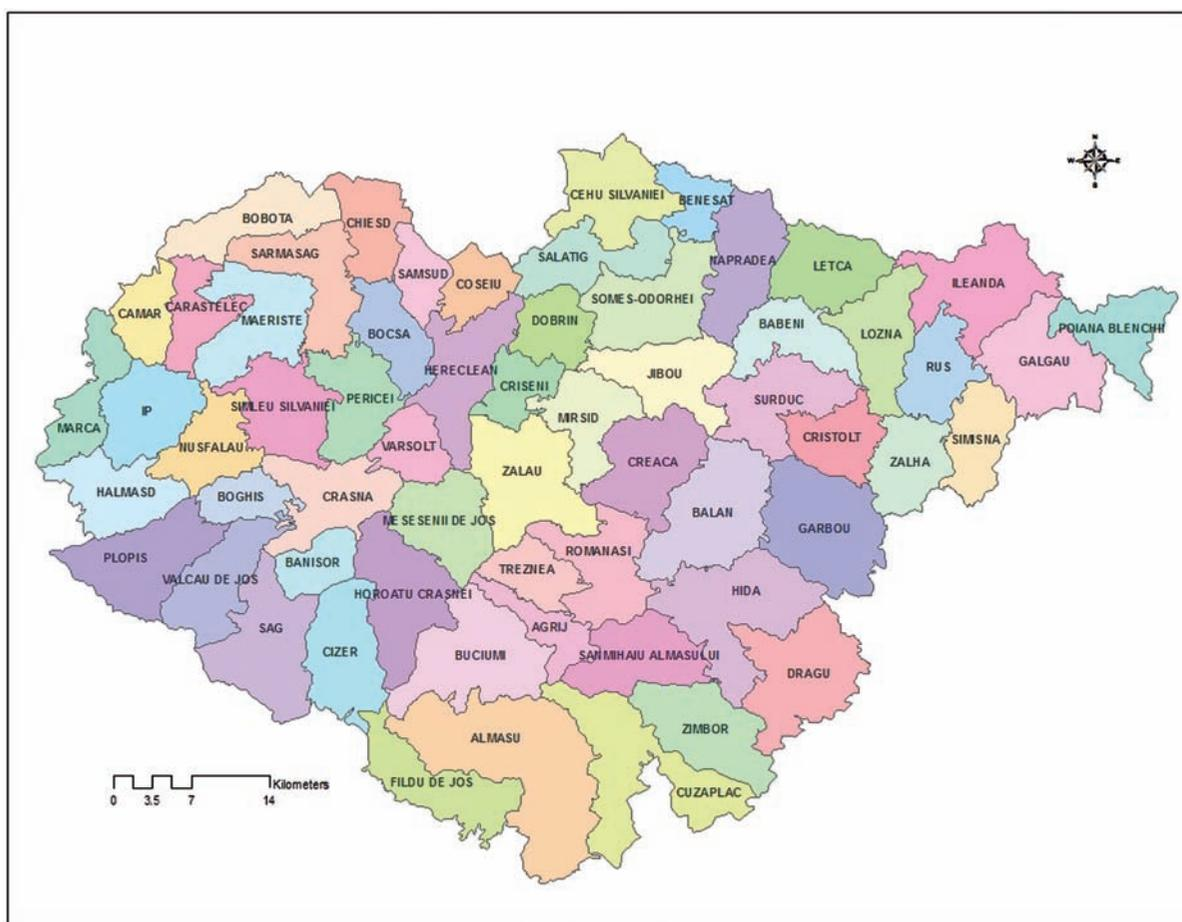 N
W E
S
CEHU SILVANIEI
BENESAT
BOBOTA
CHIESD
SARMASAG
SALATIG
NAPRADEA
LETCA
SAMSUD
COSEIU
ILEANDA
CAMAR
CARASTELEC
SOMES-ODORHEI
MAERISTE
DOBRIN
BABENI
LOZNA
POIANA BLENCHII
BOCSA
GALGAU
RUS
HERECLEAN
JIBOU
CRISENI
PERICEI
SURDUC
IP
SIMLEU SILVANIEI
MIRSID
MARCA
CRISTOLT
SIMISNA
NUSFALAU
VARSOLT
ZALHA
CREACA
ZALAU
HALMASD
BOGHIS
CRASNA
BALAN
MESESENII DE JOS
GARBOU
ROMANASI
PLOPIS
BANISOR
TREZNEA
VALCAU DE JOS
HIDA
HOROATU CRASNEI
SAG
AGRIJ
CIZER
BUCIUMI
SANMIHAIU ALMASULUI
DRAGU
ZIMBOR
ALMASU
FILDU DE JOS
CUZAPLAC
Kilometers
0 3.5 7 14